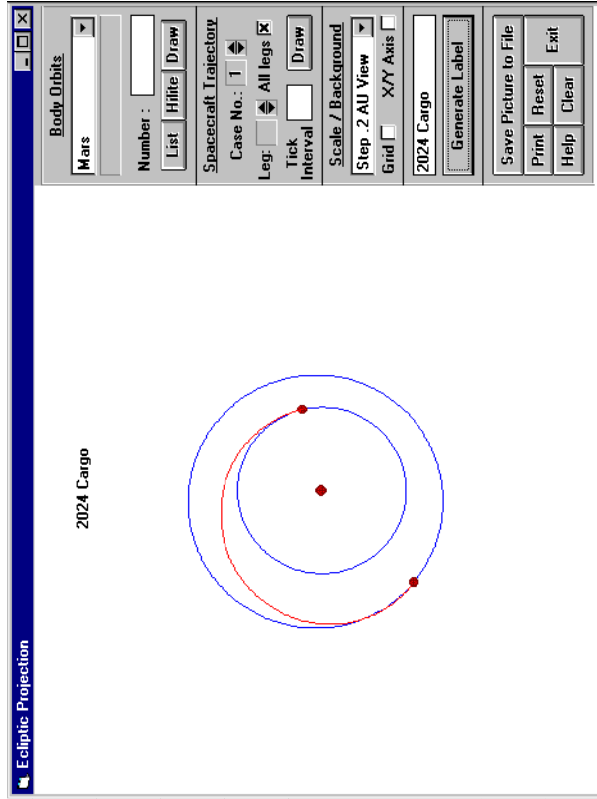 Ecliptic Projection
2024 Cargo
Body Orbits
Mars
Number :
List Hilite Draw
Spacecraft Trajectory
Case No.: 1
Leg: All legs
Tick
Interval
Draw
Scale / Background
Step .2 AU View
Grid X/Y Axis
2024 Cargo
Generate Label
Save Picture to File
Print Reset Exit
Help Clear